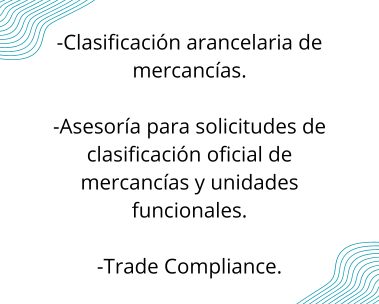 -Clasificación arancelaria de
mercancías.
-Asesoría para solicitudes de
clasificación oficial de
mercancías y unidades
funcionales.
-Trade Compliance.